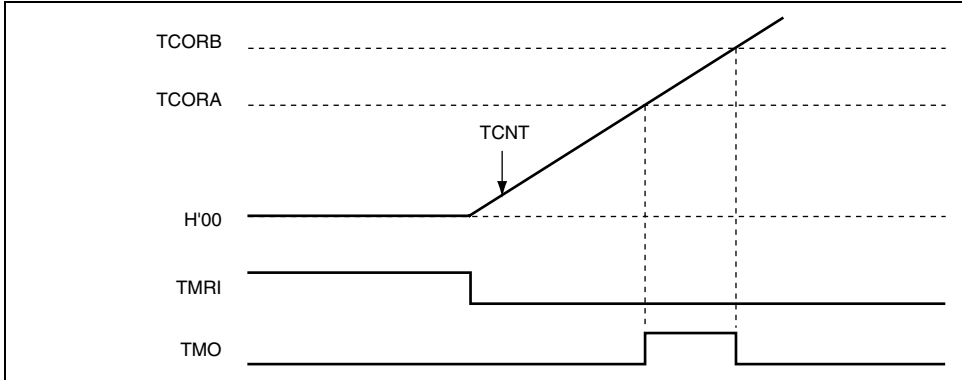 TCORB
TCORA
TCNT
H'00
TMRI
TMO